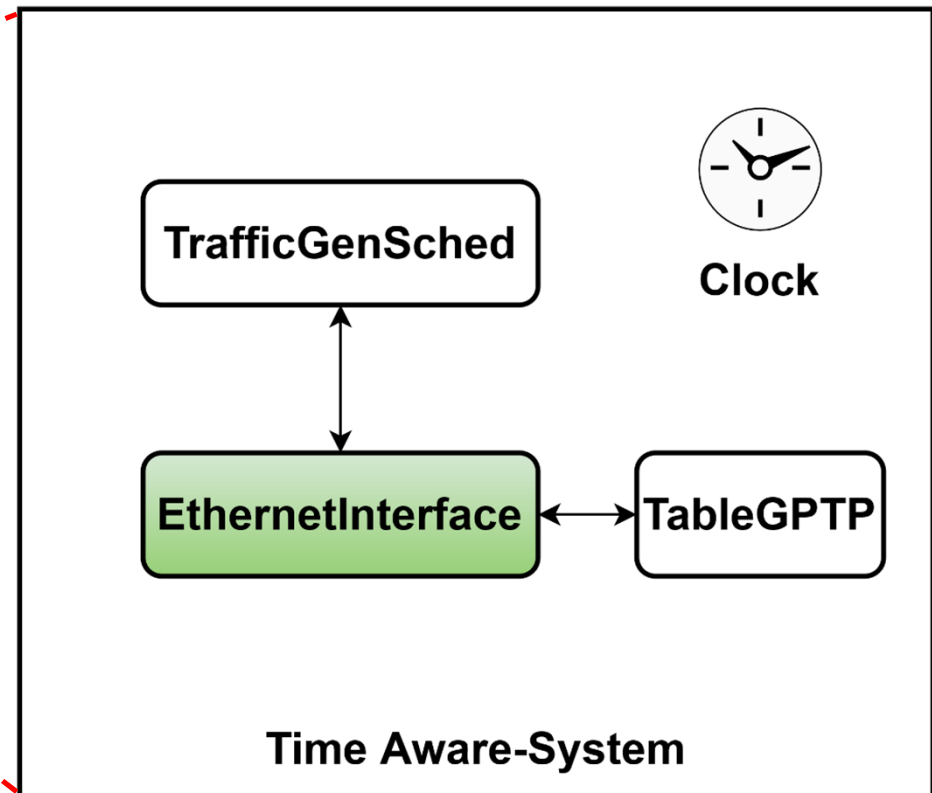 TrafficGenSched
Clock
EthernetInterface
TableGPTP
Time Aware-System